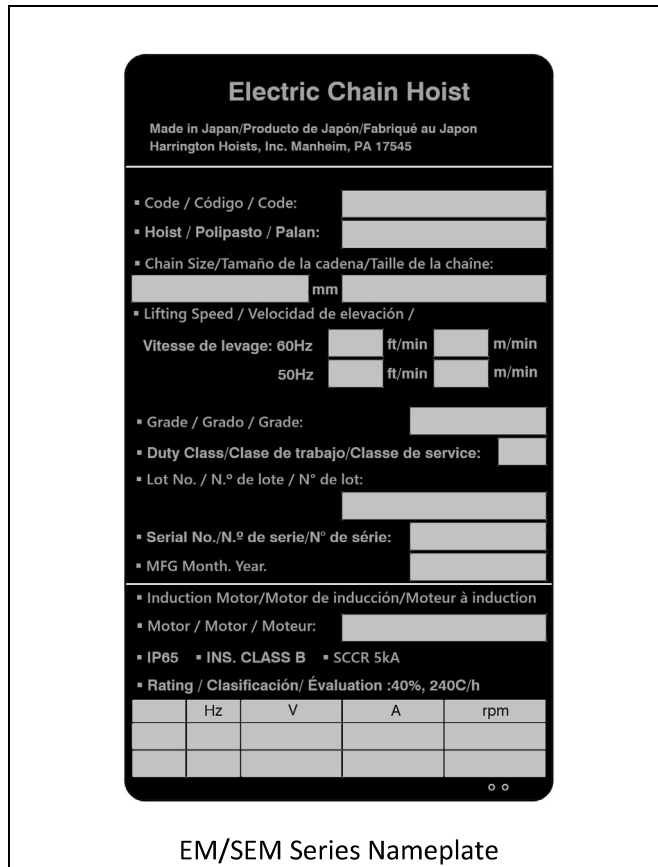 Electric Chain Hoist
Made in Japan/Producto de Japón/Fabriqué au Japon
Harrington Hoists, Inc. Manheim, PA 17545
▪ Code / Código / Code:
▪ Hoist / Polipasto / Palan:
▪ Chain Size/Tamaño de la cadena/Taille de la chaîne:
mm
▪ Lifting Speed / Velocidad de elevación /
Vitesse de levage: 60Hz ft/min m/min
50Hz ft/min m/min
▪ Grade / Grado / Grade:
▪ Duty Class/Clase de trabajo/Classe de service:
▪ Lot No. / N.º de lote / N° de lot:
▪ Serial No./N.º de serie/N° de série:
▪ MFG Month. Year.
▪ Induction Motor/Motor de inducción/Moteur à induction
▪ Motor / Motor / Moteur:
▪ IP65 ▪ INS. CLASS B ▪ SCCR 5kA
▪ Rating / Clasificación/ Évaluation :40%, 240C/h
Hz V A rpm
EM/SEM Series Nameplate